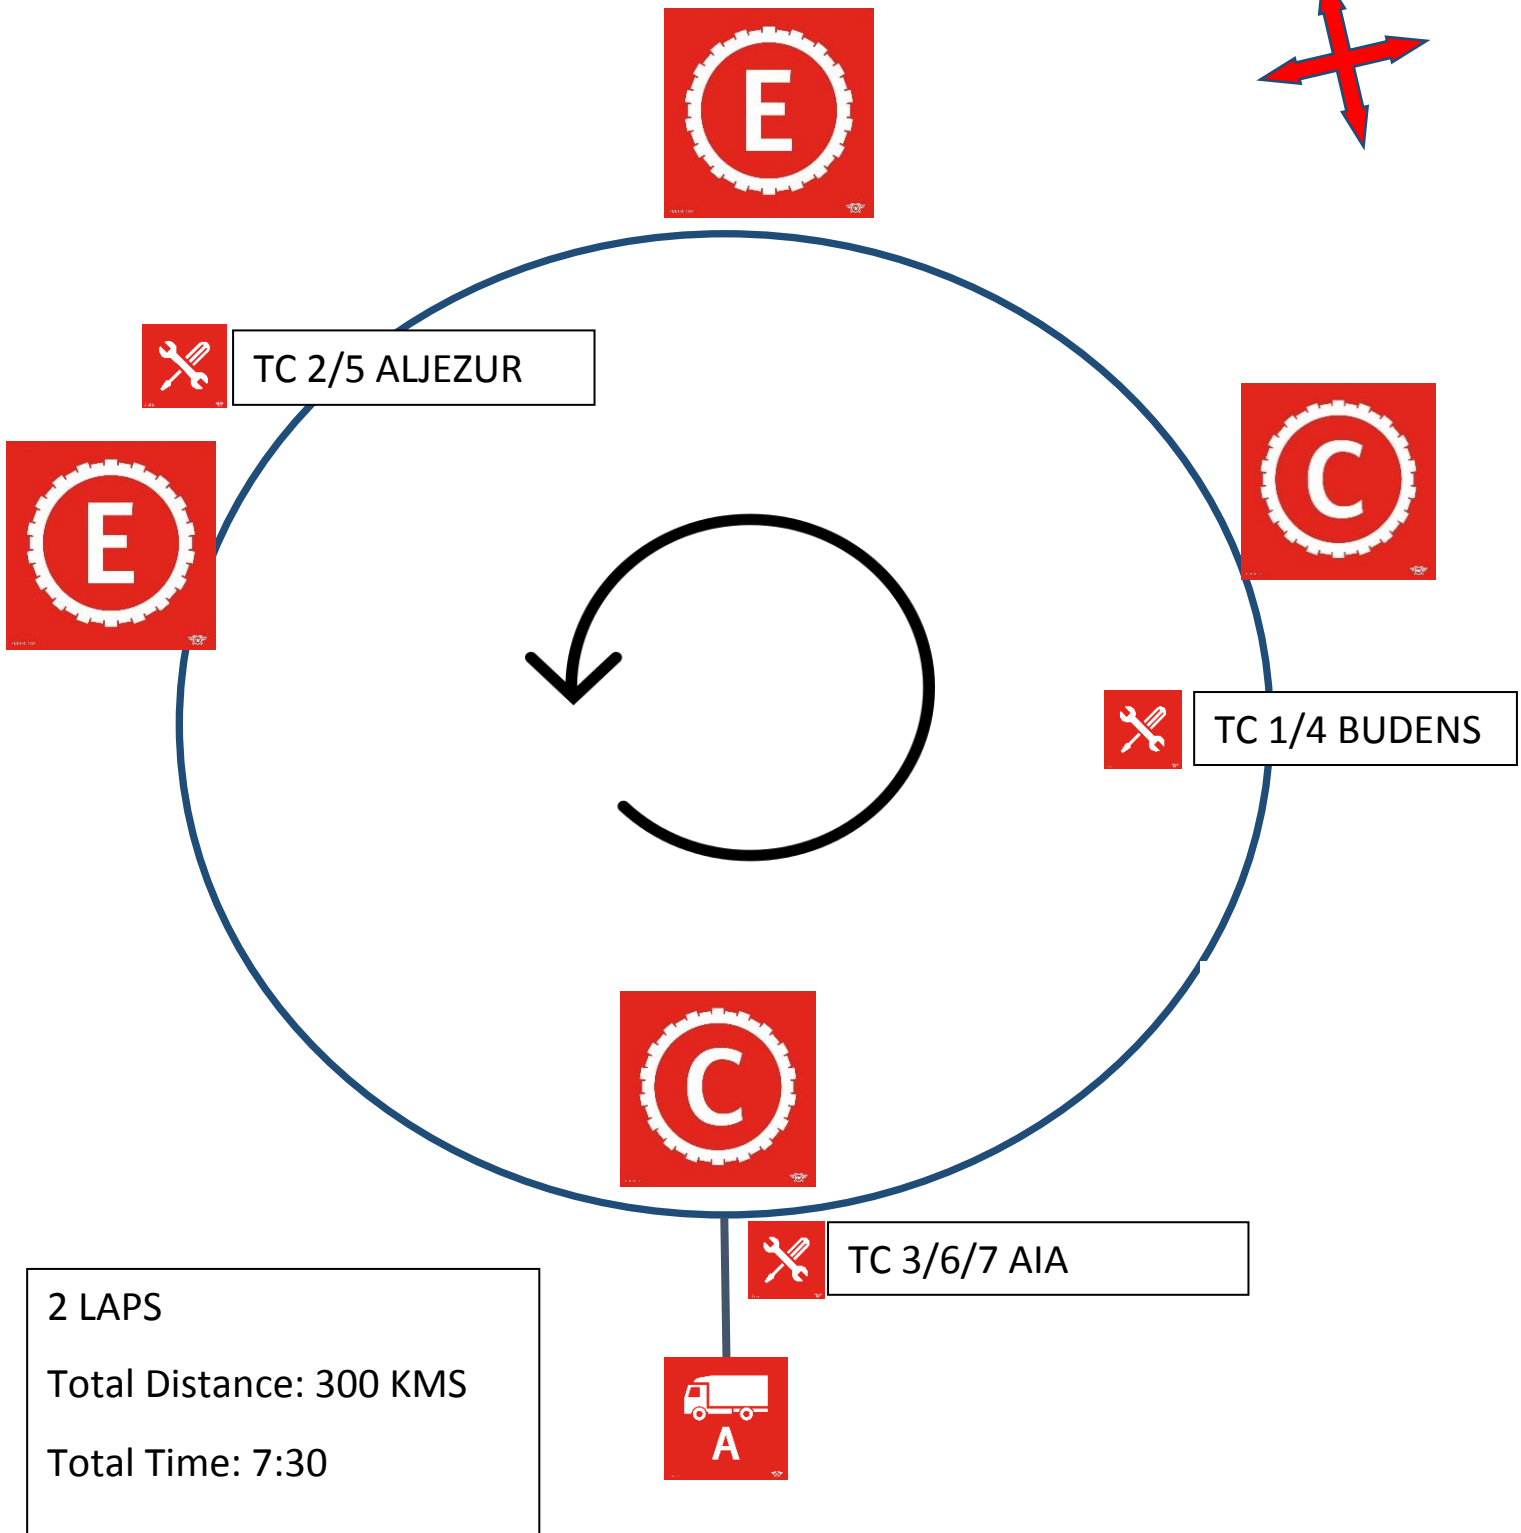 E
TC 2/5 ALJEZUR
C
E
TC 1/4 BUDENS
C
TC 3/6/7 AIA
2 LAPS
Total Distance: 300 KMS
Total Time: 7:30
A